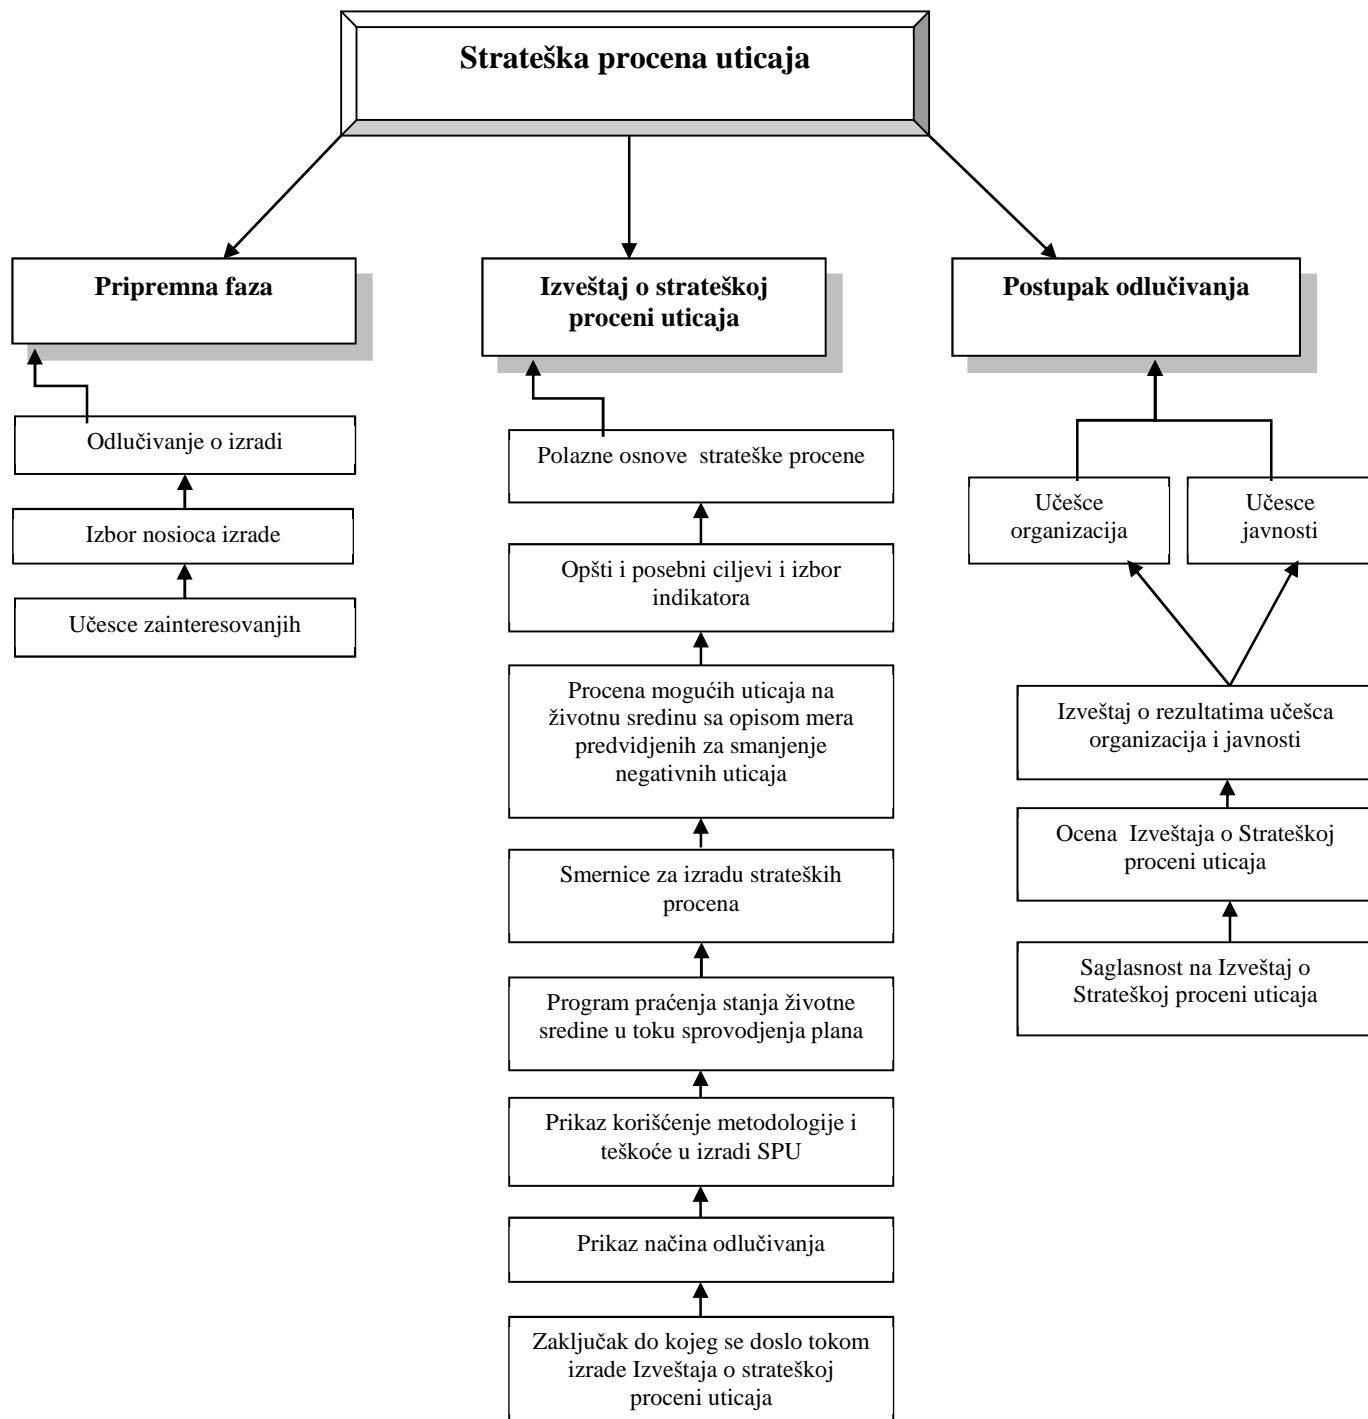 Strateška procena uticaja
Pripremna faza
Odlučivanje o izradi
Izbor nosioca izrade
Učesce zainteresovanjih
Izveštaj o strateškoj
proceni uticaja
Polazne osnove strateške procene
Opšti i posebni ciljevi i izbor
indikatora
Procena mogućih uticaja na
životnu sredinu sa opisom mera
predvidjenih za smanjenje
negativnih uticaja
Smernice za izradu strateških
procena
Program praćenja stanja životne
sredine u toku sprovodjenja plana
Prikaz korišćenje metodologije i
teškoće u izradi SPU
Prikaz načina odlučivanja
Zaključak do kojeg se doslo tokom
izrade Izveštaja o strateškoj
proceni uticaja
Postupak odlučivanja
Učešce
organizacija
Učesce
javnosti
Izveštaj o rezultatima učešca
organizacija i javnosti
Ocena Izveštaja o Strateškoj
proceni uticaja
Saglasnost na Izveštaj o
Strateškoj proceni uticaja